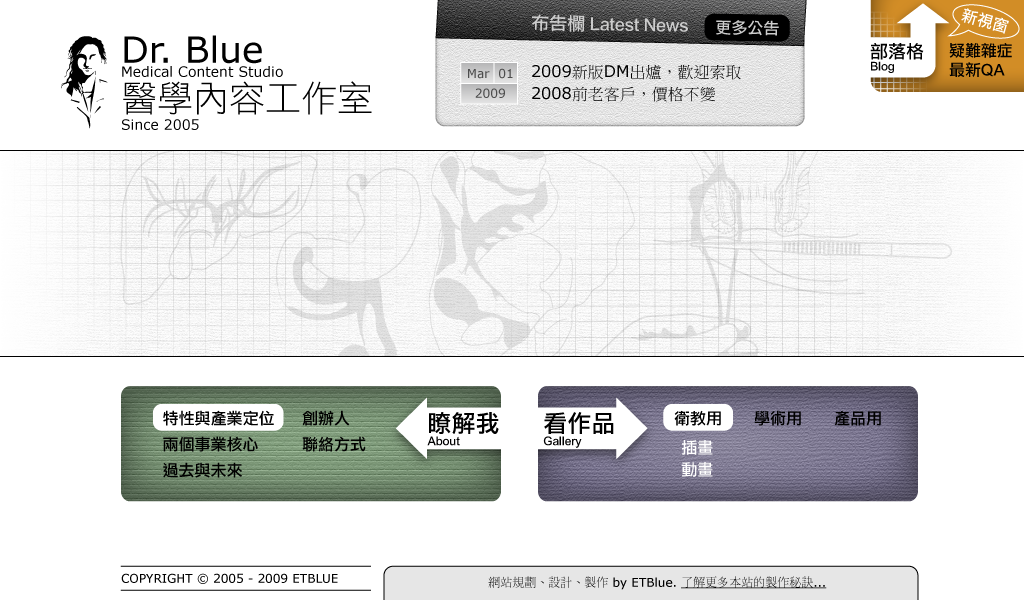 Dr. Blue
Medical Content Studio
醫學內容工作室
Since 2005
布告欄 Latest News
更多公告
Mar 01
2009
2009新版DM出爐，歡迎索取
2008前老客戶，價格不變
部落格
Blog
新視窗
疑難雜症
最新QA
特性與產業定位
創辦人
兩個事業核心
聯絡方式
過去與未來
瞭解我
About
看作品
Gallery
衛教用
學術用
產品用
插畫
動畫
COPYRIGHT © 2005 - 2009 ETBLUE
網站規劃、設計、製作 by ETBlue. 了解更多本站的製作秘訣...